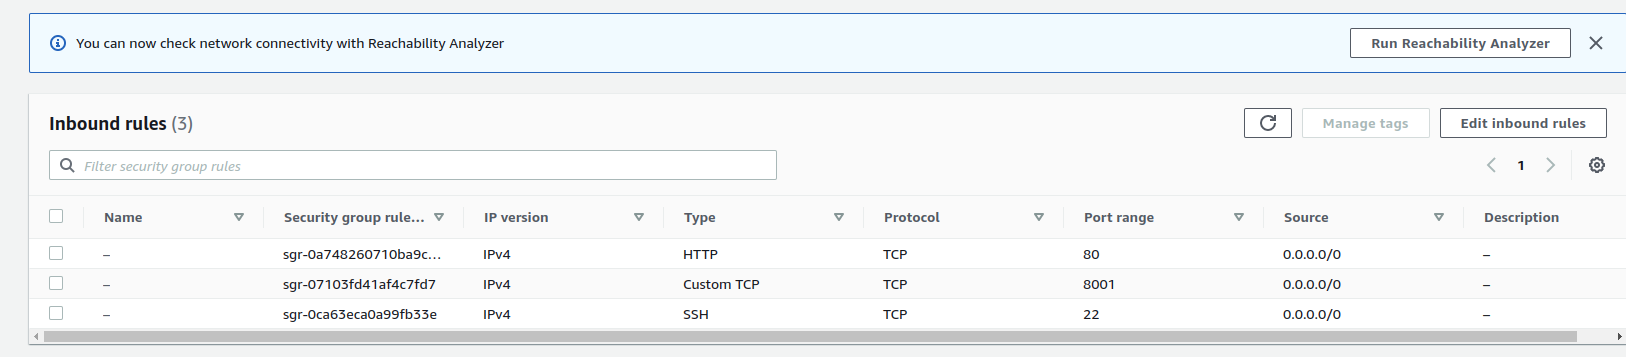 You can now check network connectivity with Reachability Analyzer Run Reachability Analyzer
Inbound rules (3) Manage tags Edit inbound rules
Filter security group rules 1
Name Security group rule... IP version Type Protocol Port range Source Description
– sgr-0a748260710ba9c... IPv4 HTTP TCP 80 0.0.0.0/0 –
– sgr-07103fd41af4c7fd7 IPv4 Custom TCP TCP 8001 0.0.0.0/0 –
– sgr-0ca63eca0a99fb33e IPv4 SSH TCP 22 0.0.0.0/0 –